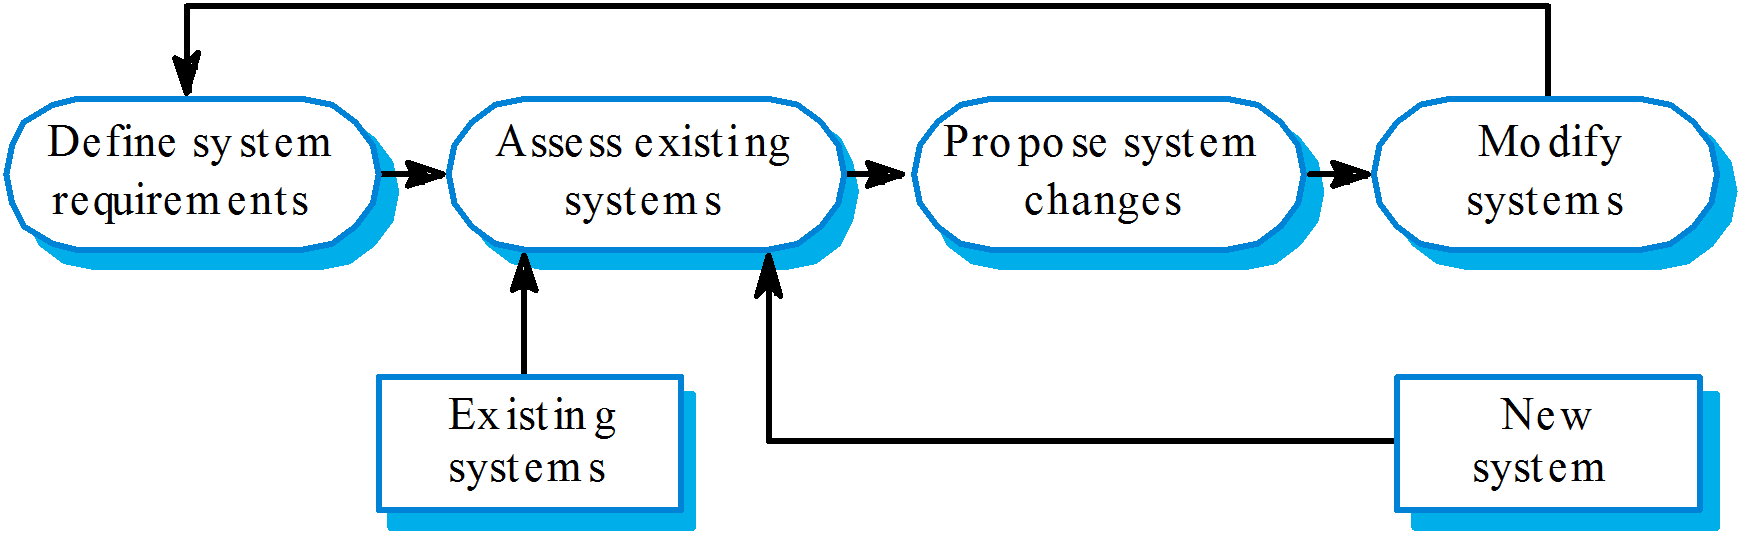 Define system
requirements
Assess existing
systems
Propose system
changes
Modify
systems
Existing
systems
New
system